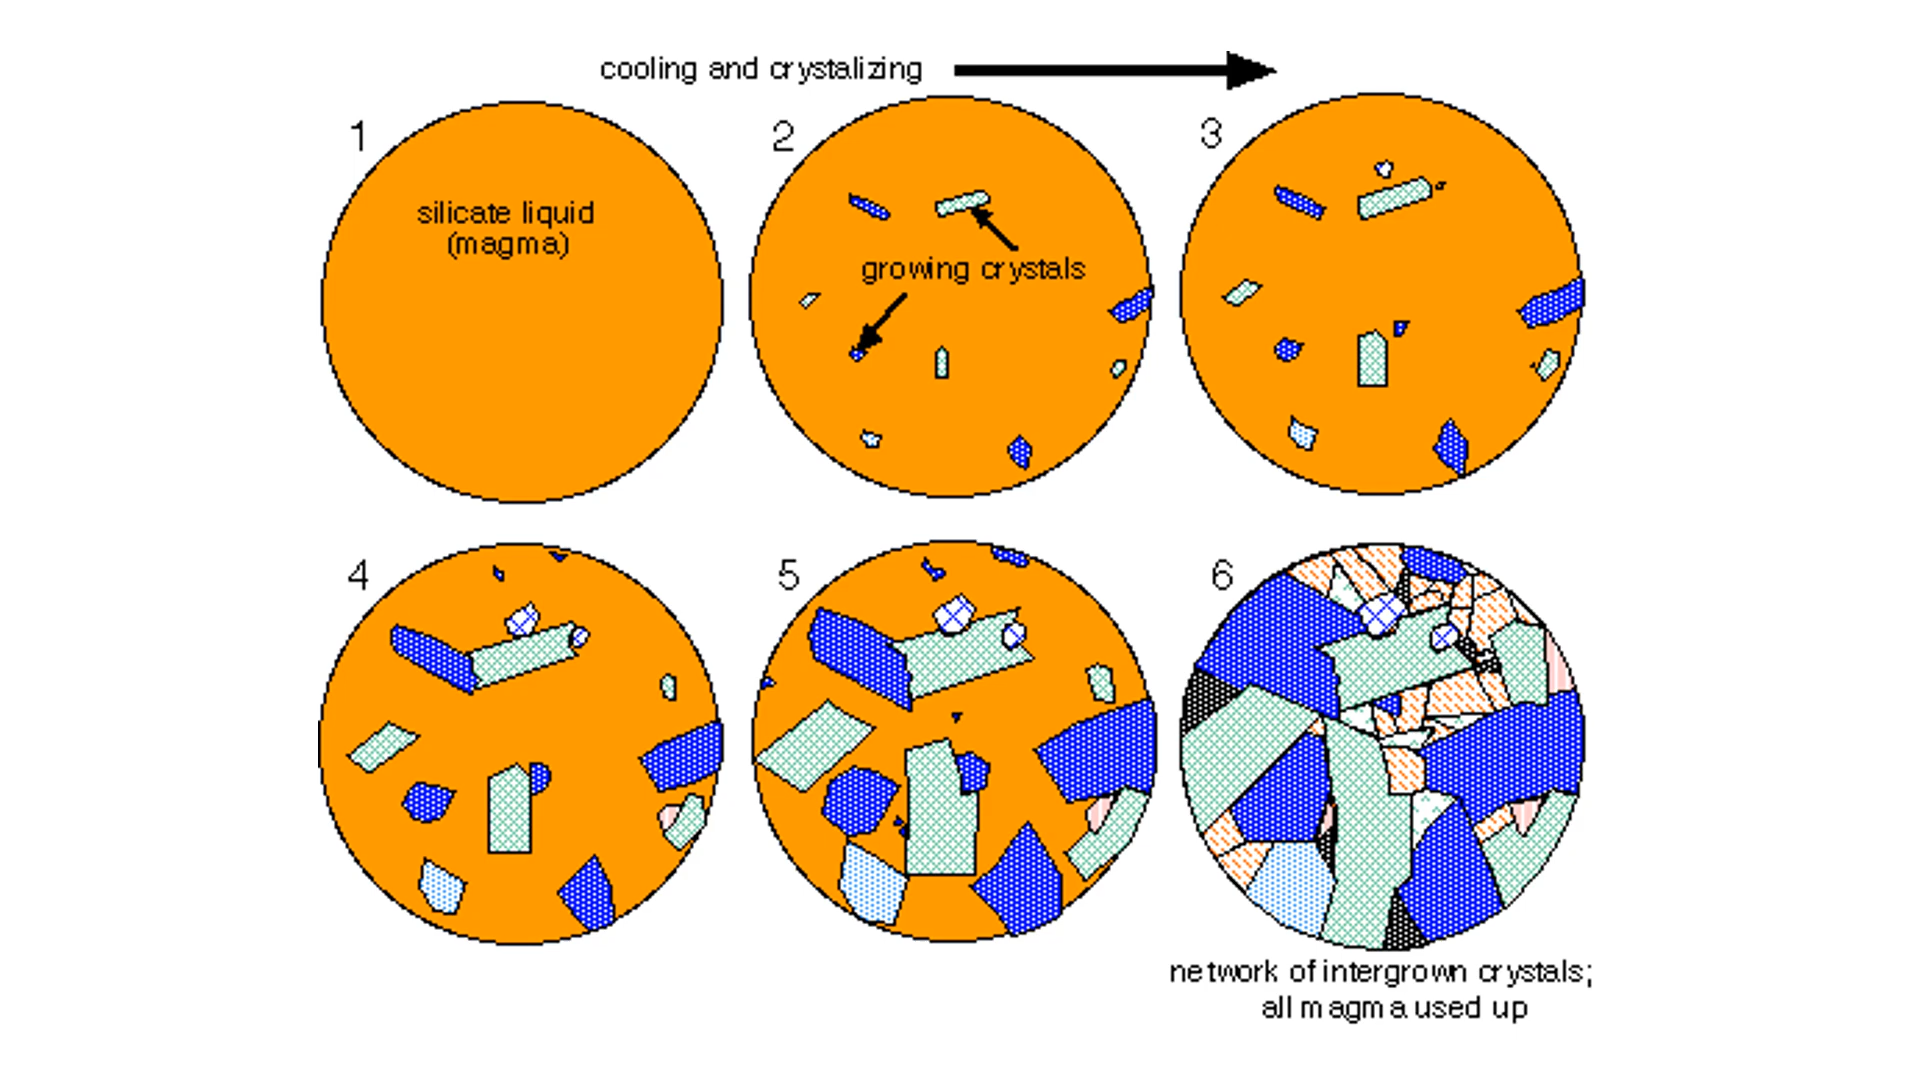 cooling and crystalizing
1
2
3
silicate liquid
(magma)
growing crystals
4
5
6
network of intergrown crystals;
all magma used up